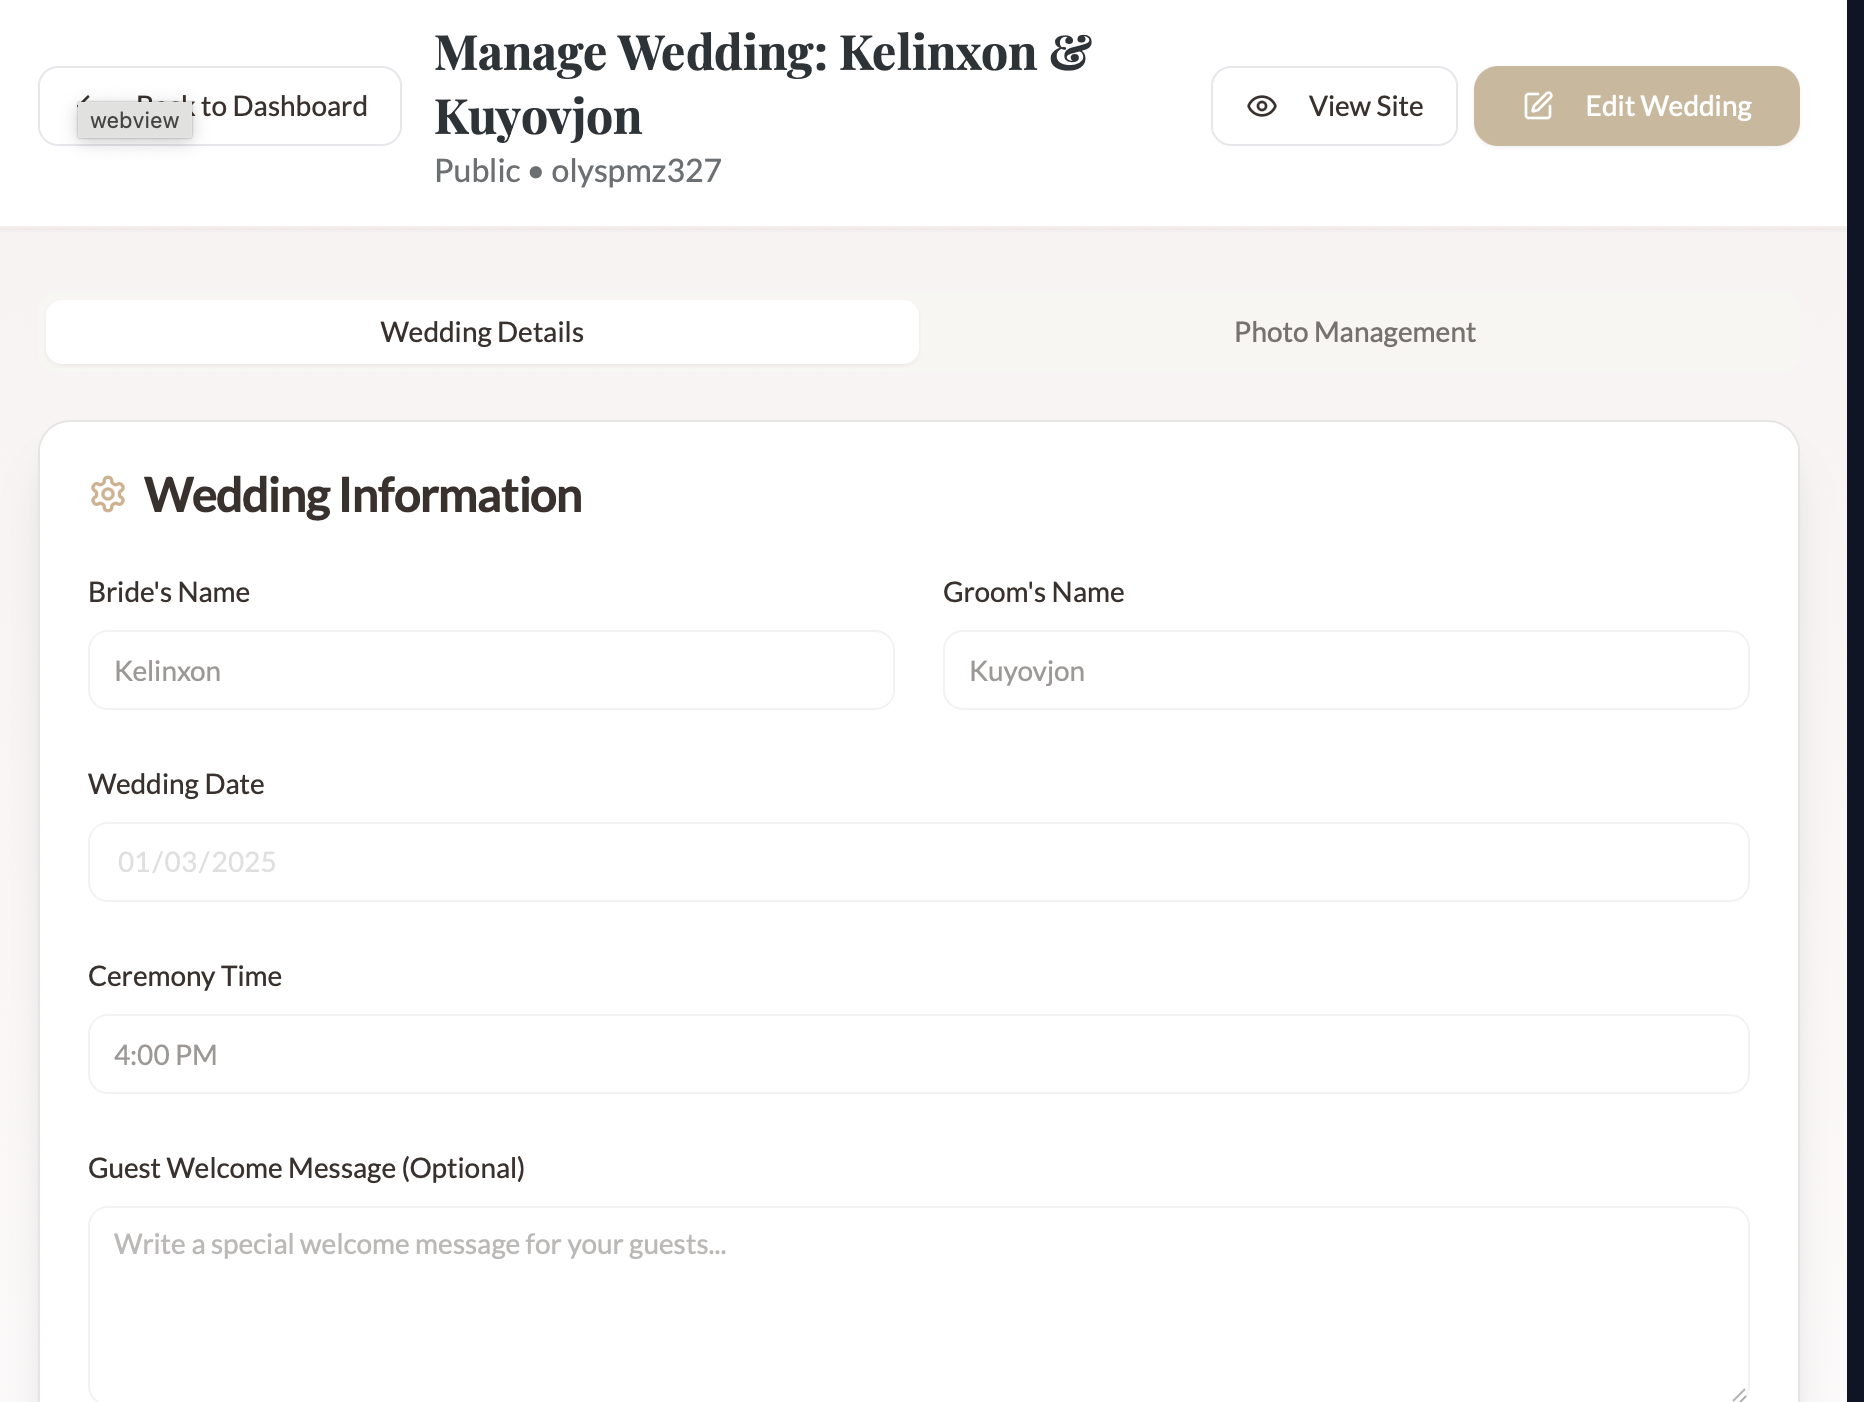 Manage Wedding: Kelinxon &
Kuyovjon
Public • olyspmz327
to Dashboard
webview
View Site
Edit Wedding
Wedding Details
Photo Management
Wedding Information
Bride's Name
Groom's Name
Kelinxon
Kuyovjon
Wedding Date
01/03/2025
Ceremony Time
4:00 PM
Guest Welcome Message (Optional)
Write a special welcome message for your guests...